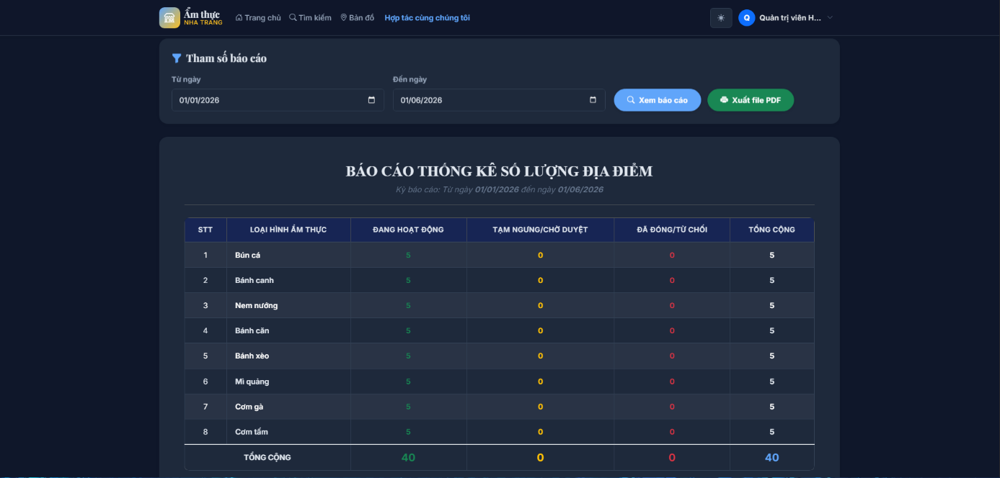 Ẩm thực
NHA TRANG
Trang chủ Tìm kiếm Bản đồ Hợp tác cùng chúng tôi
Q Quản trị viên H...
Tham số báo cáo
Từ ngày Đến ngày
01/01/2026 01/06/2026 Xem báo cáo Xuất file PDF
BÁO CÁO THỐNG KÊ SỐ LƯỢNG ĐỊA ĐIỂM
Kỳ báo cáo: Từ ngày 01/01/2026 đến ngày 01/06/2026
STT LOẠI HÌNH ẨM THỰC ĐANG HOẠT ĐỘNG TẠM NGƯNG/CHỜ DUYỆT ĐÃ ĐÓNG/TỪ CHỐI TỔNG CỘNG
1 Bún cá 5 0 0 5
2 Bánh canh 5 0 0 5
3 Nem nướng 5 0 0 5
4 Bánh căn 5 0 0 5
5 Bánh xèo 5 0 0 5
6 Mì quảng 5 0 0 5
7 Cơm gà 5 0 0 5
8 Cơm tấm 5 0 0 5
TỔNG CỘNG 40 0 0 40